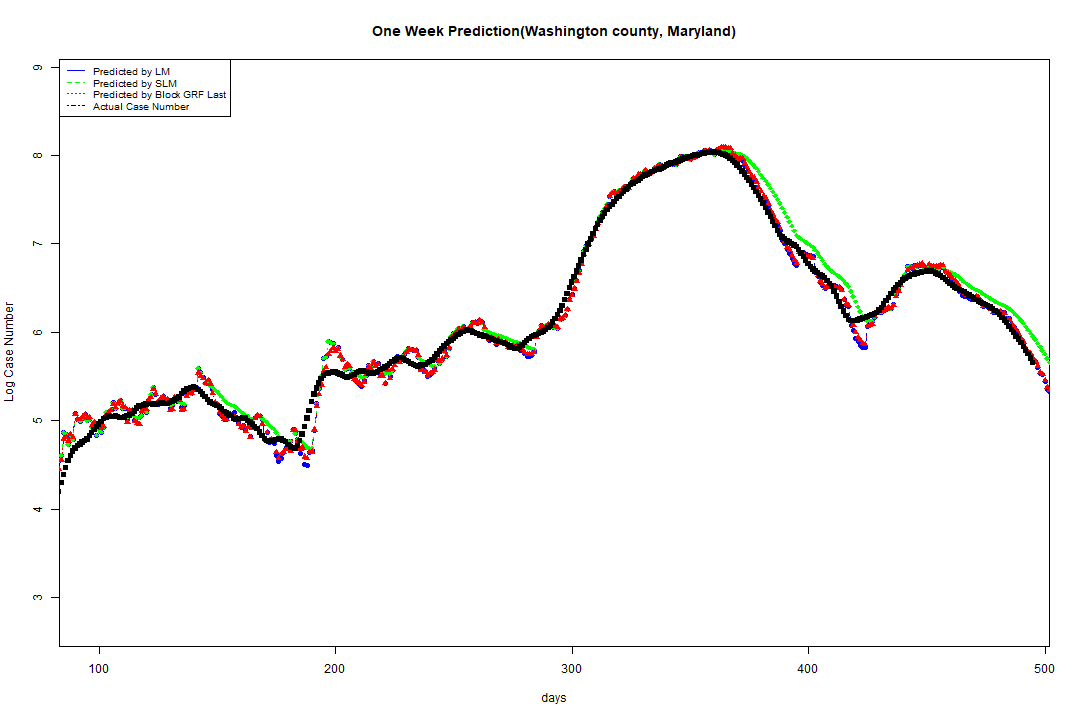 One Week Prediction(Washington county, Maryland)
Predicted by LM
Predicted by SLM
Predicted by Block GRF Last
Actual Case Number
9
8
7
6
5
4
3
Log Case Number
100 200 300 400 500
days